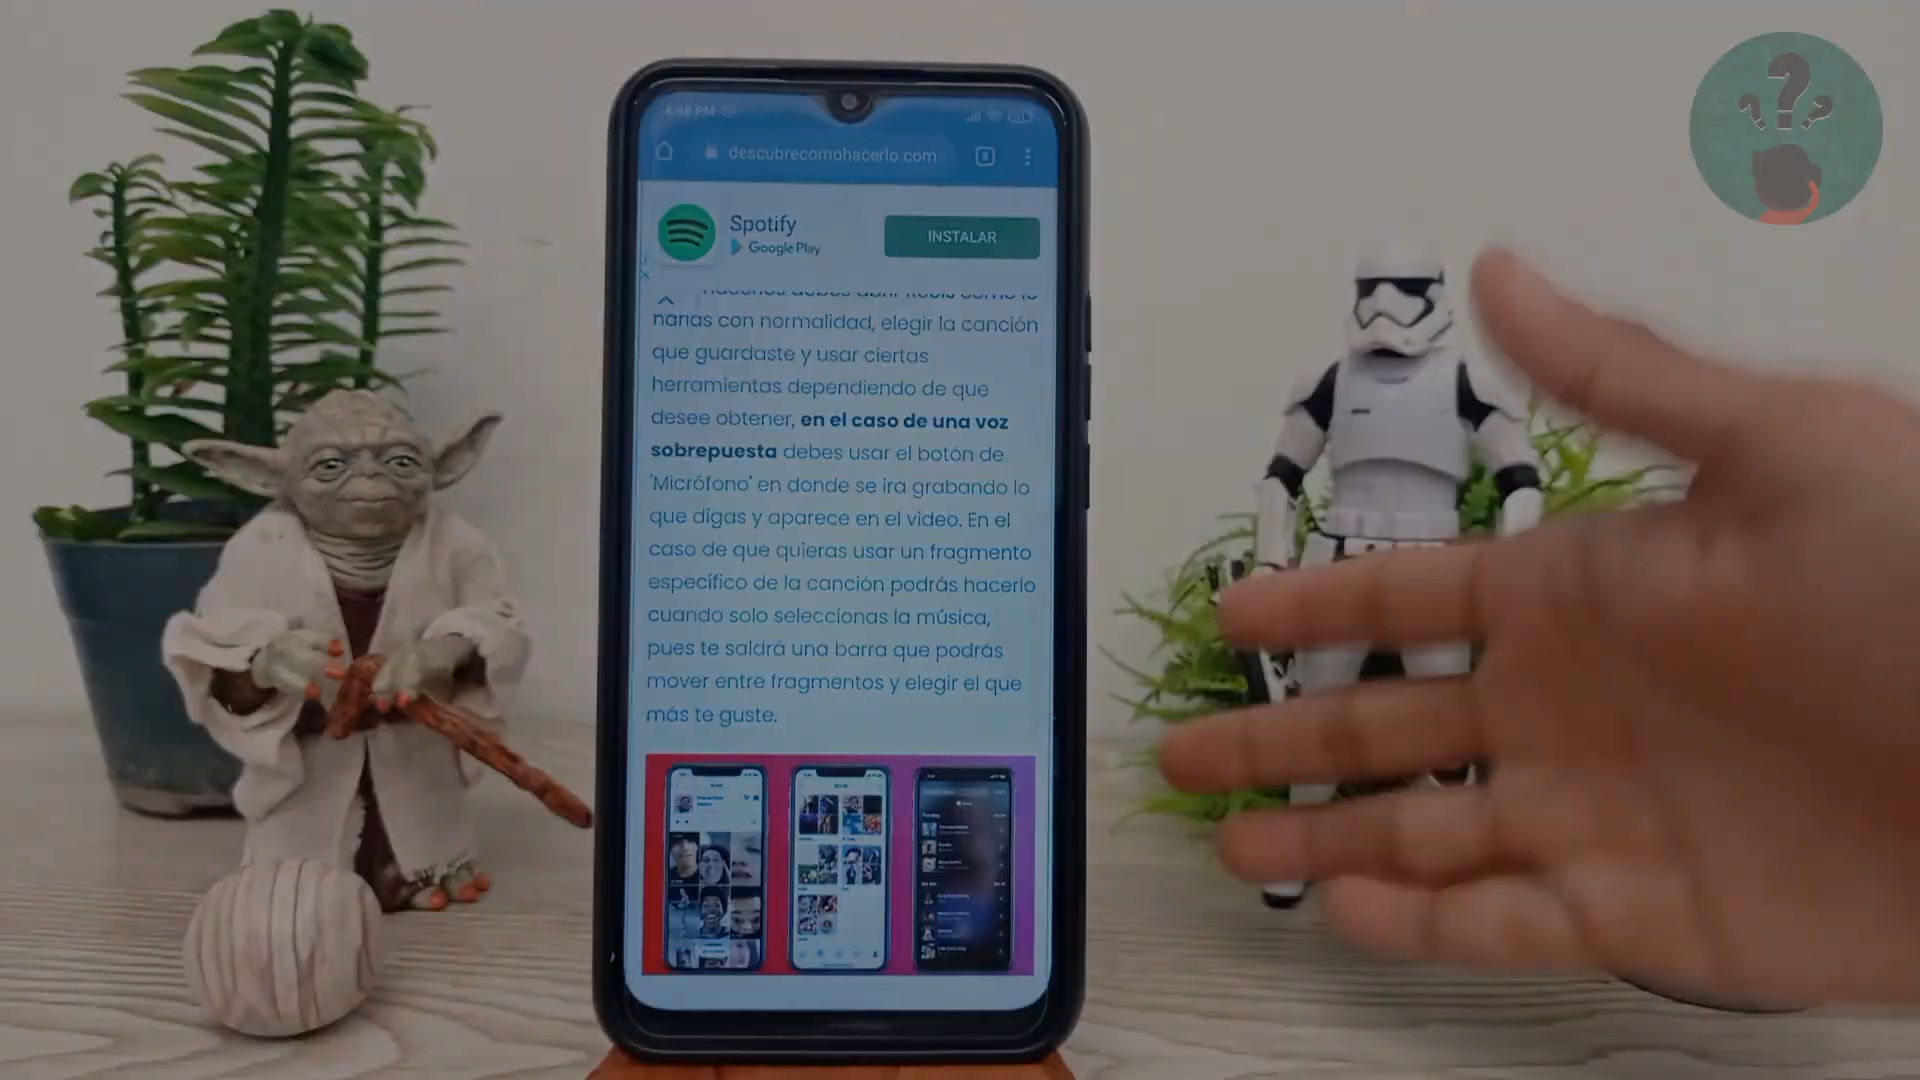 4:48 PM
descubrecomohacerlo.com
Spotify
Google Play
INSTALAR
narías con normalidad, elegir la canción
que guardaste y usar ciertas
herramientas dependiendo de que
desee obtener, en el caso de una voz
sobrepuesta debes usar el botón de
'Micrófono' en donde se ira grabando lo
que digas y aparece en el video. En el
caso de que quieras usar un fragmento
específico de la canción podrás hacerlo
cuando solo seleccionas la música,
pues te saldrá una barra que podrás
mover entre fragmentos y elegir el que
más te guste.